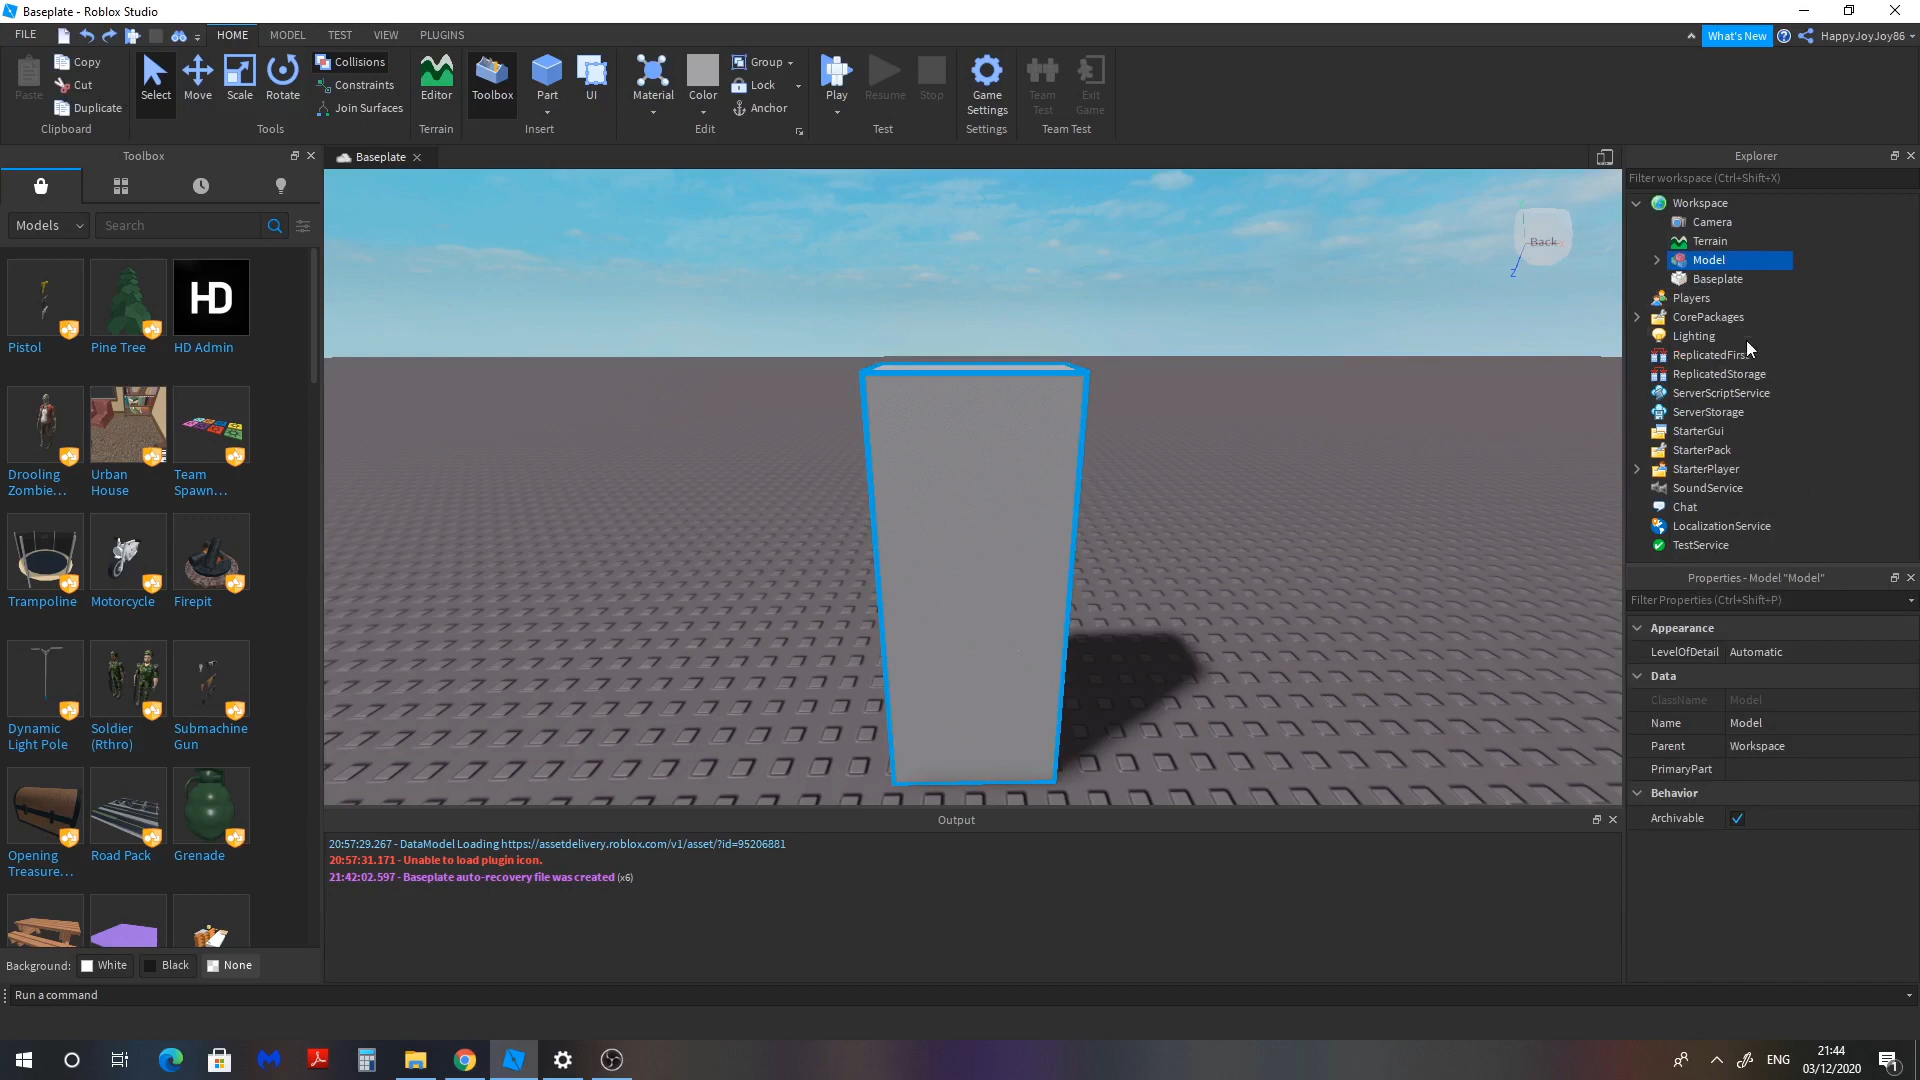 Baseplate - Roblox Studio
FILE HOME MODEL TEST VIEW PLUGINS What's New HappyJoyJoy86
Paste Copy Cut Duplicate Clipboard
Select Move Scale Rotate Collisions Constraints Join Surfaces Tools
Editor Terrain
Toolbox Part UI Insert
Material Color Group Lock Anchor Edit
Play Resume Stop Test
Game Settings Settings
Team Test Exit Game Team Test
Toolbox
Models Search
Pistol Pine Tree HD Admin
HD
Drooling Zombie... Urban House Team Spawn...
Trampoline Motorcycle Firepit
Dynamic Light Pole Soldier (Rthro) Submachine Gun
Opening Treasure... Road Pack Grenade
Background: White Black None
Baseplate
Back
Z
Output
20:57:29.267 - DataModel Loading https://assetdelivery.roblox.com/v1/asset/?id=95206881
20:57:31.171 - Unable to load plugin icon.
21:42:02.597 - Baseplate auto-recovery file was created (x6)
Explorer
Filter workspace (Ctrl+Shift+X)
Workspace
Camera
Terrain
Model
Baseplate
Players
CorePackages
Lighting
ReplicatedFirst
ReplicatedStorage
ServerScriptService
ServerStorage
StarterGui
StarterPack
StarterPlayer
SoundService
Chat
LocalizationService
TestService
Properties - Model "Model"
Filter Properties (Ctrl+Shift+P)
Appearance
LevelOfDetail Automatic
Data
ClassName Model
Name Model
Parent Workspace
PrimaryPart
Behavior
Archivable
Run a command
ENG 21:44
03/12/2020
1